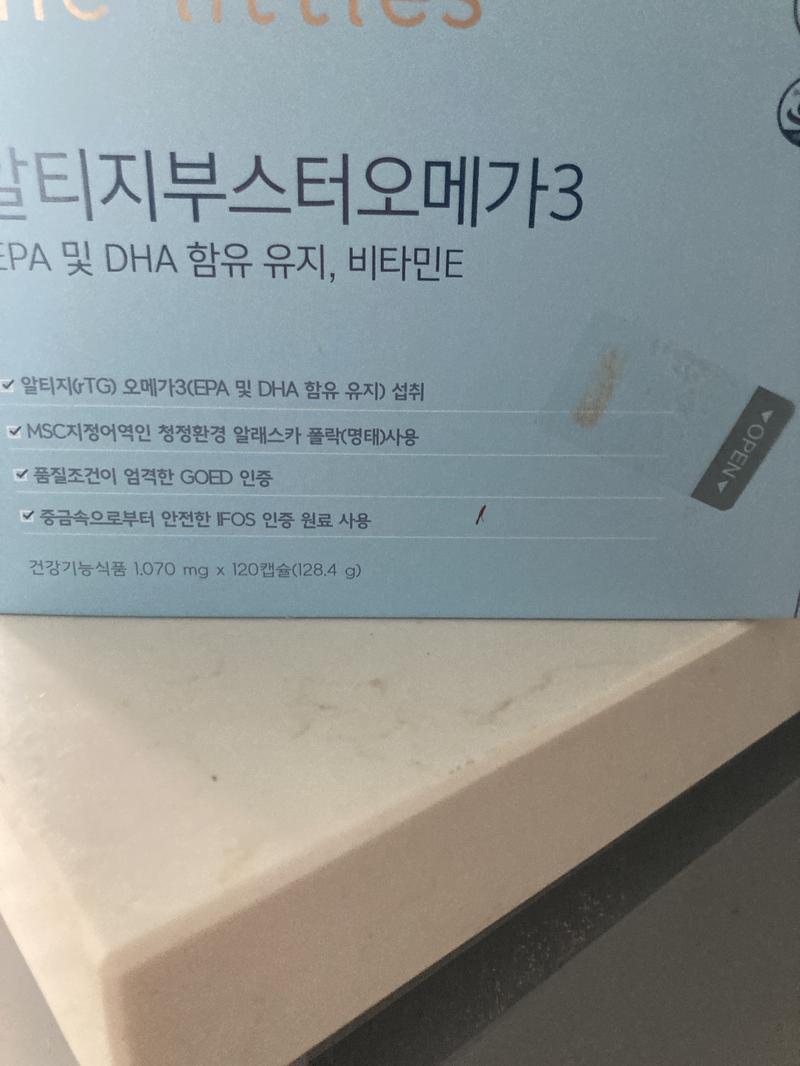 littles
알티지부스터오메가3
EPA 및 DHA 함유 유지, 비타민E
알티지(rTG) 오메가3(EPA 및 DHA 함유 유지) 섭취
MSC지정어역인 청정환경 알래스카 폴락(명태)사용
품질조건이 엄격한 GOED 인증
중금속으로부터 안전한 IFOS 인증 원료 사용
건강기능식품 1,070 mg x 120캡슐(128.4 g)
OPEN